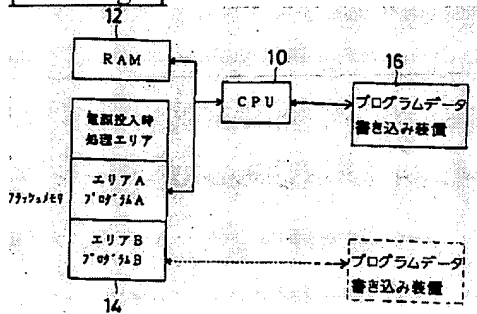 12
RAM
10
CPU
16
プログラムデータ
書き込み装置
電源投入時
処理エリア
エリアA
プログラムA
フラッシュメモリ
エリアB
プログラムB
プログラムデータ
書き込み装置
14